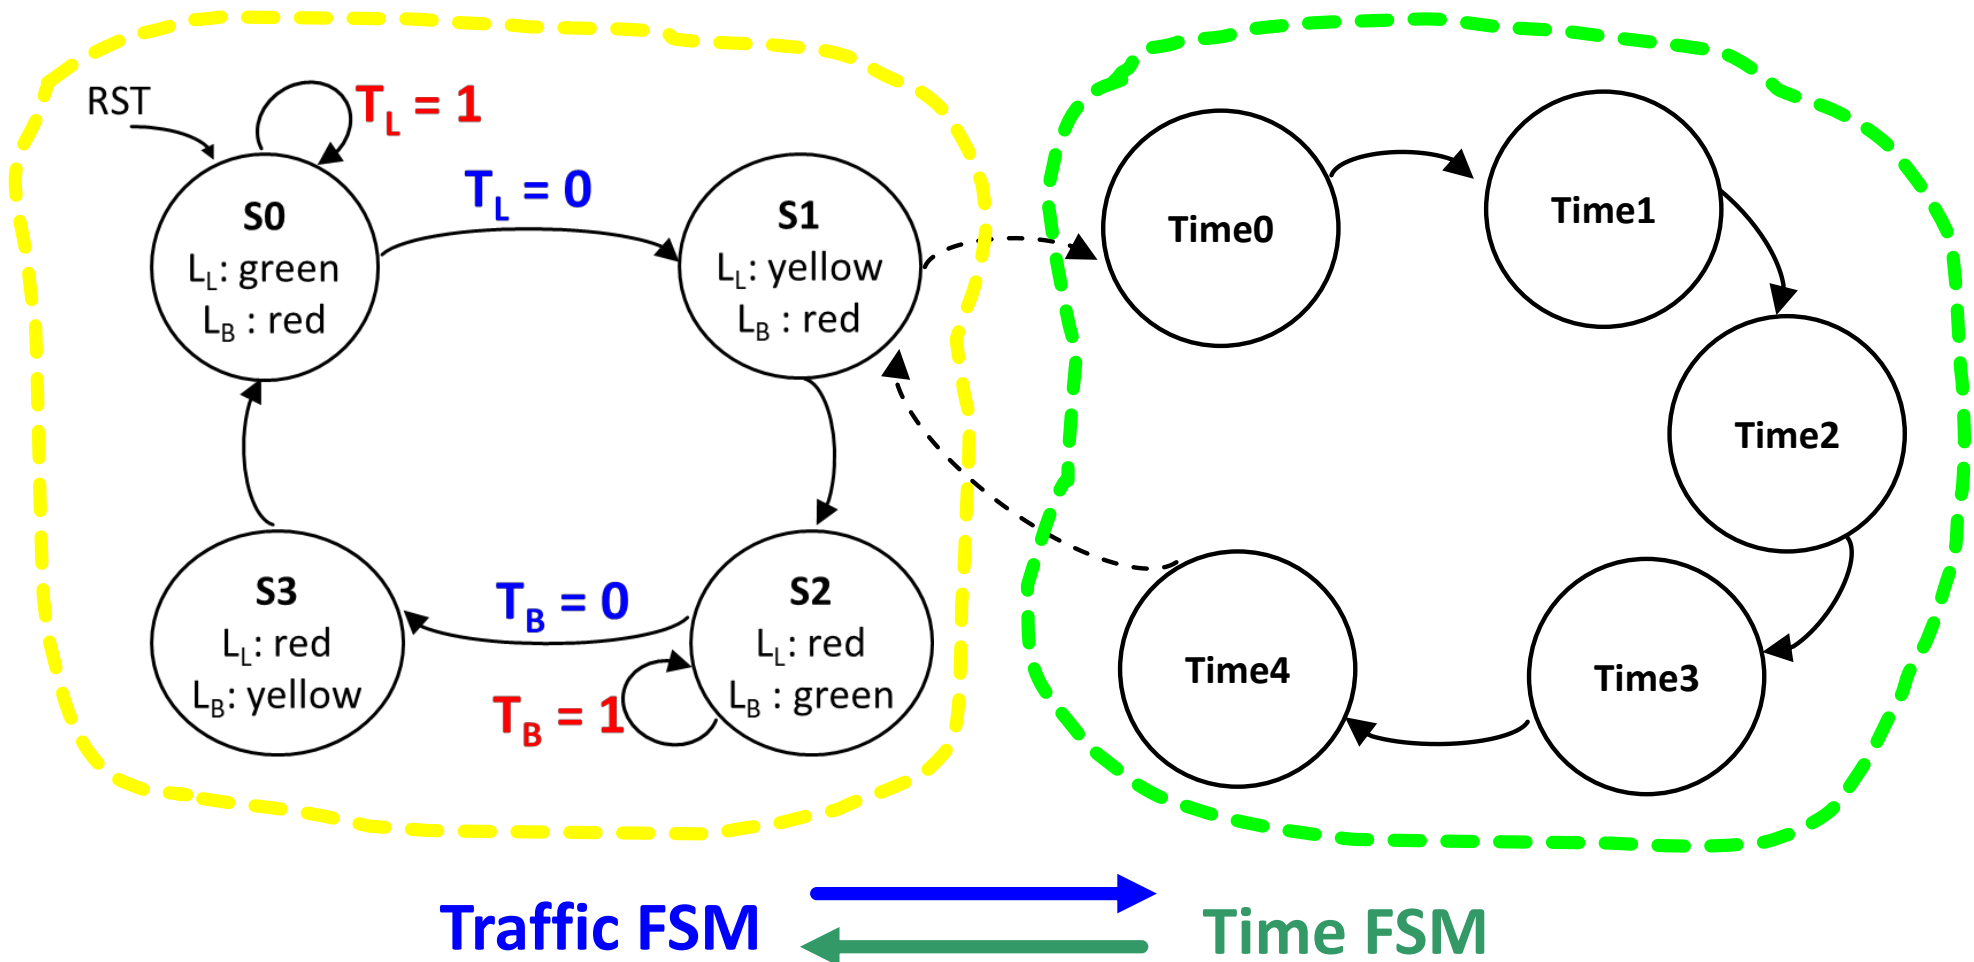 RST
T_L = 1
T_L = 0
S0
L_L: green
L_B : red
S1
L_L: yellow
L_B : red
S3
L_L: red
L_B: yellow
T_B = 0
T_B = 1
S2
L_L: red
L_B : green
Time0
Time1
Time2
Time3
Time4
Traffic FSM
Time FSM